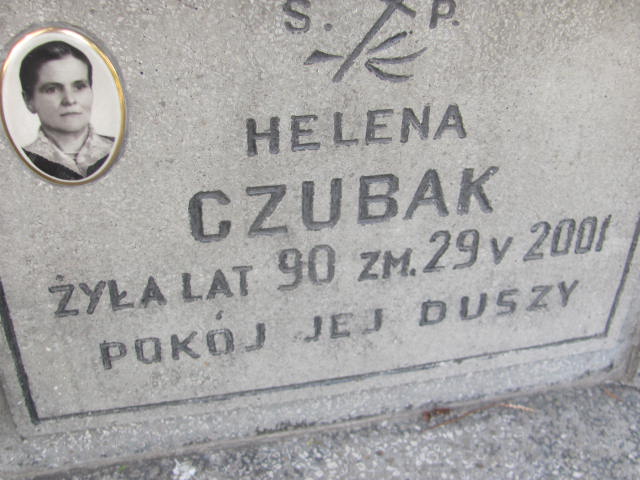 Ś. P.
HELENA
CZUBAK
ŻYŁA LAT 90 ZM. 29 V 2001
POKÓJ JEJ DUSZY